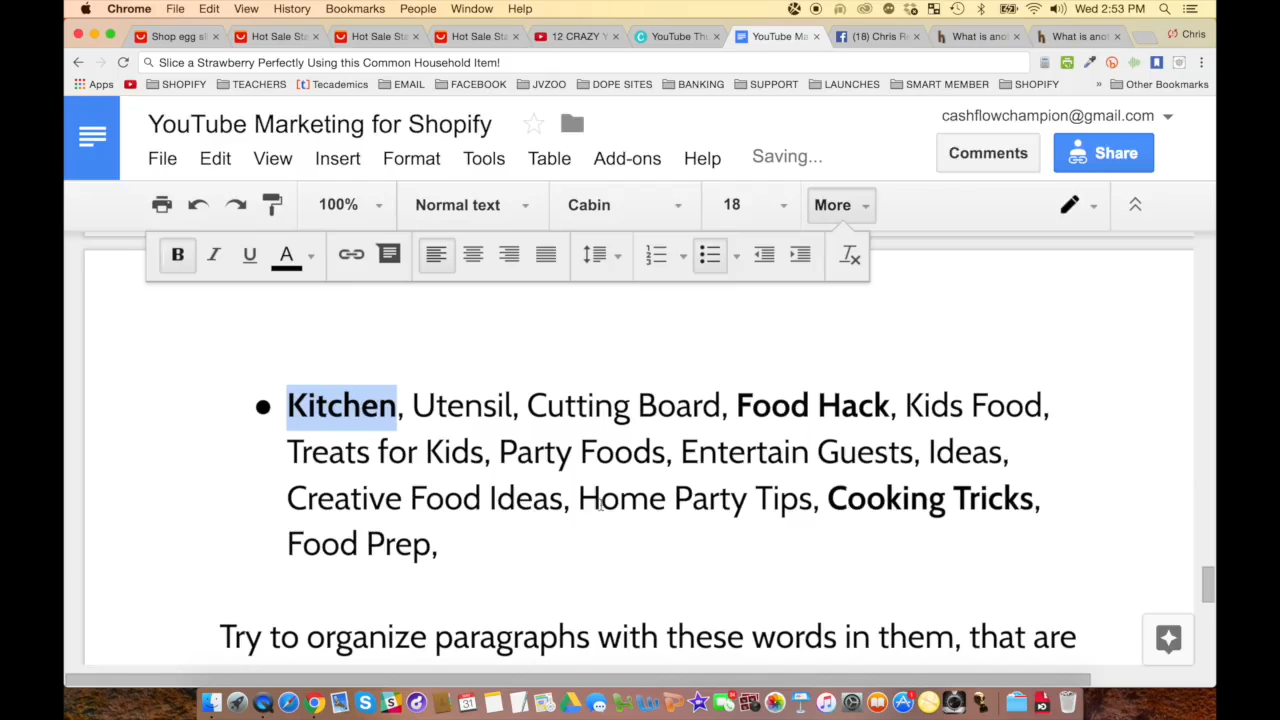 Chrome File Edit View History Bookmarks People Window Help Wed 2:53 PM
Shop egg sli Hot Sale Sta Hot Sale Sta Hot Sale Sta 12 CRAZY Y YouTube Thu YouTube Ma (18) Chris Re What is anot What is anot Chris
Slice a Strawberry Perfectly Using this Common Household Item!
Apps SHOPIFY TEACHERS [t] Tecademics EMAIL FACEBOOK JVZOO DOPE SITES BANKING SUPPORT LAUNCHES SMART MEMBER SHOPIFY » Other Bookmarks
YouTube Marketing for Shopify
cashflowchampion@gmail.com
File Edit View Insert Format Tools Table Add-ons Help Saving...
Comments Share
100% Normal text Cabin 18 More
B I U A
● Kitchen, Utensil, Cutting Board, Food Hack, Kids Food,
Treats for Kids, Party Foods, Entertain Guests, Ideas,
Creative Food Ideas, Home Party Tips, Cooking Tricks,
Food Prep,
Try to organize paragraphs with these words in them, that are